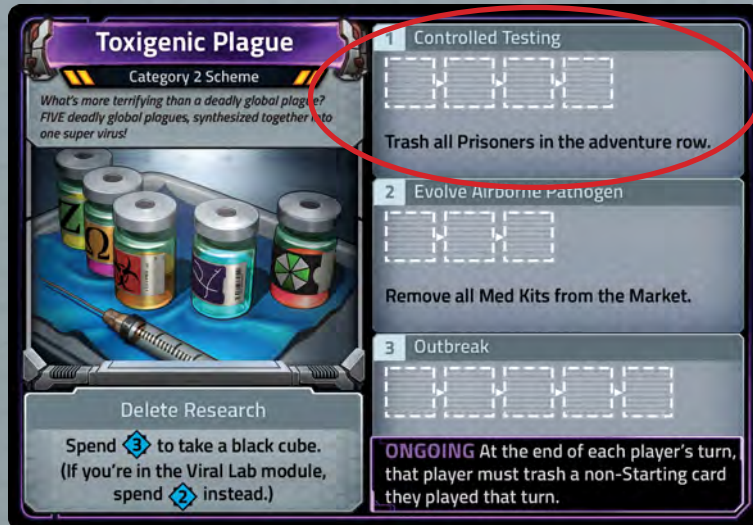 Toxigenic Plague
Category 2 Scheme
What's more terrifying than a deadly global plague?
FIVE deadly global plagues, synthesized together into
one super virus!
Z
Ω
Delete Research
Spend 3 to take a black cube.
(If you're in the Viral Lab module,
spend 2 instead.)
1 Controlled Testing
Trash all Prisoners in the adventure row.
2 Evolve Airborne Pathogen
Remove all Med Kits from the Market.
3 Outbreak
ONGOING At the end of each player's turn,
that player must trash a non-Starting card
they played that turn.